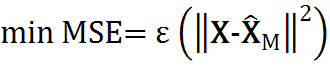 min MSE= ε (‖X-X̂_M‖²)